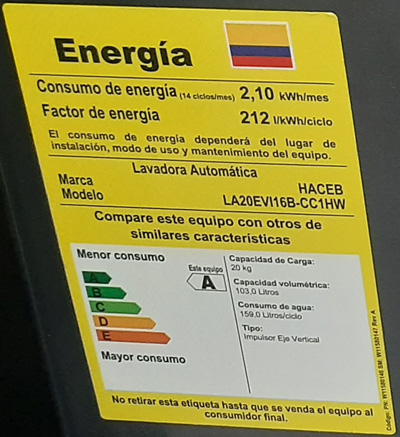 Energía
Consumo de energía (14 ciclos/mes) 2,10 kWh/mes
Factor de energía 212 l/kWh/ciclo
El consumo de energía dependerá del lugar de
instalación, modo de uso y mantenimiento del equipo.
Lavadora Automática
Marca HACEB
Modelo LA20EVI16B-CC1HW
Compare este equipo con otros de
similares características
Menor consumo
A
B
C
D
E
Mayor consumo
Este equipo
A
Capacidad de Carga:
20 kg
Capacidad volumétrica:
103,0 Litros
Consumo de agua:
159,0 Litros/ciclo
Tipo:
Impulsor Eje Vertical
No retirar esta etiqueta hasta que se venda el equipo al
consumidor final.